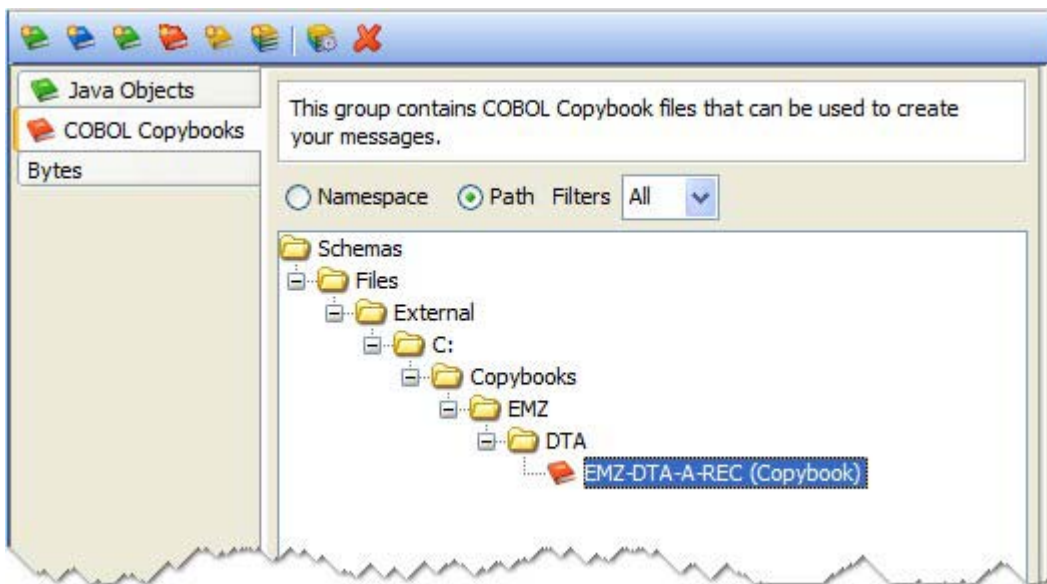 Java Objects
COBOL Copybooks
Bytes
This group contains COBOL Copybook files that can be used to create
your messages.
Namespace Path Filters All
Schemas
Files
External
C:
Copybooks
EMZ
DTA
EMZ-DTA-A-REC (Copybook)